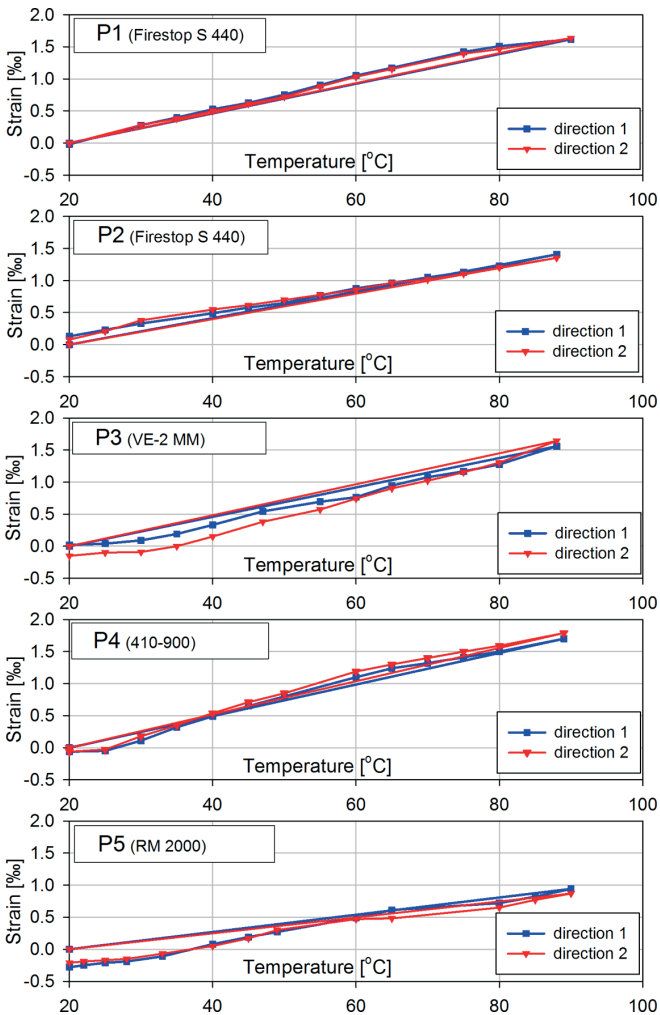 P1 (Firestop S 440)
Strain [‰]
2.0
1.5
1.0
0.5
0.0
-0.5
direction 1
direction 2
Temperature [°C]
20
40
60
80
100
P2 (Firestop S 440)
Strain [‰]
2.0
1.5
1.0
0.5
0.0
-0.5
direction 1
direction 2
Temperature [°C]
20
40
60
80
100
P3 (VE-2 MM)
Strain [‰]
2.0
1.5
1.0
0.5
0.0
-0.5
direction 1
direction 2
Temperature [°C]
20
40
60
80
100
P4 (410-900)
Strain [‰]
2.0
1.5
1.0
0.5
0.0
-0.5
direction 1
direction 2
Temperature [°C]
20
40
60
80
100
P5 (RM 2000)
Strain [‰]
2.0
1.5
1.0
0.5
0.0
-0.5
direction 1
direction 2
Temperature [°C]
20
40
60
80
100